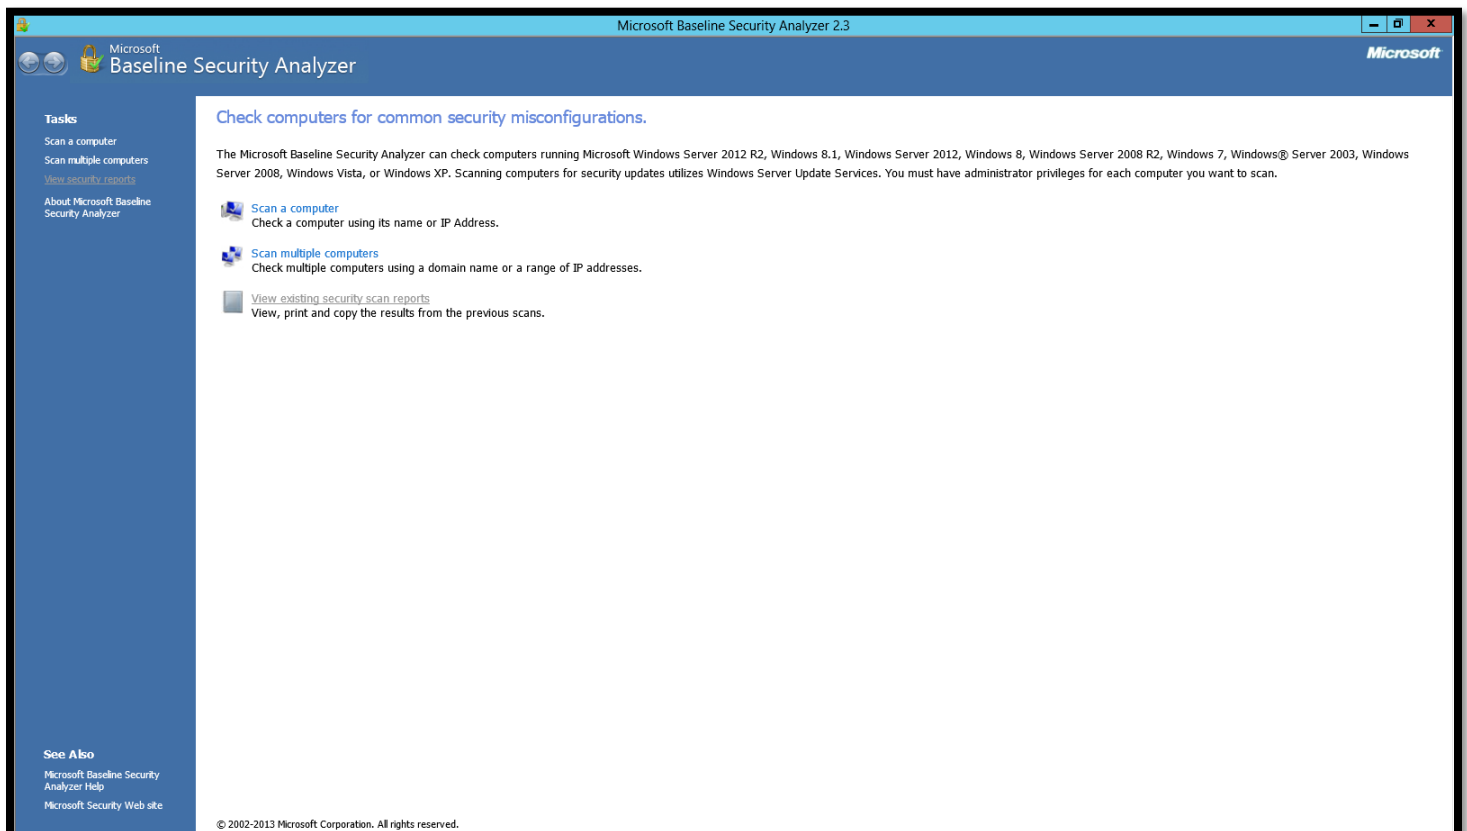 Microsoft Baseline Security Analyzer 2.3
Microsoft
Baseline Security Analyzer
Microsoft
Tasks
Scan a computer
Scan multiple computers
View security reports
About Microsoft Baseline
Security Analyzer
Check computers for common security misconfigurations.
The Microsoft Baseline Security Analyzer can check computers running Microsoft Windows Server 2012 R2, Windows 8.1, Windows Server 2012, Windows 8, Windows Server 2008 R2, Windows 7, Windows® Server 2003, Windows
Server 2008, Windows Vista, or Windows XP. Scanning computers for security updates utilizes Windows Server Update Services. You must have administrator privileges for each computer you want to scan.
Scan a computer
Check a computer using its name or IP Address.
Scan multiple computers
Check multiple computers using a domain name or a range of IP addresses.
View existing security scan reports
View, print and copy the results from the previous scans.
See Also
Microsoft Baseline Security
Analyzer Help
Microsoft Security Web site
© 2002-2013 Microsoft Corporation. All rights reserved.